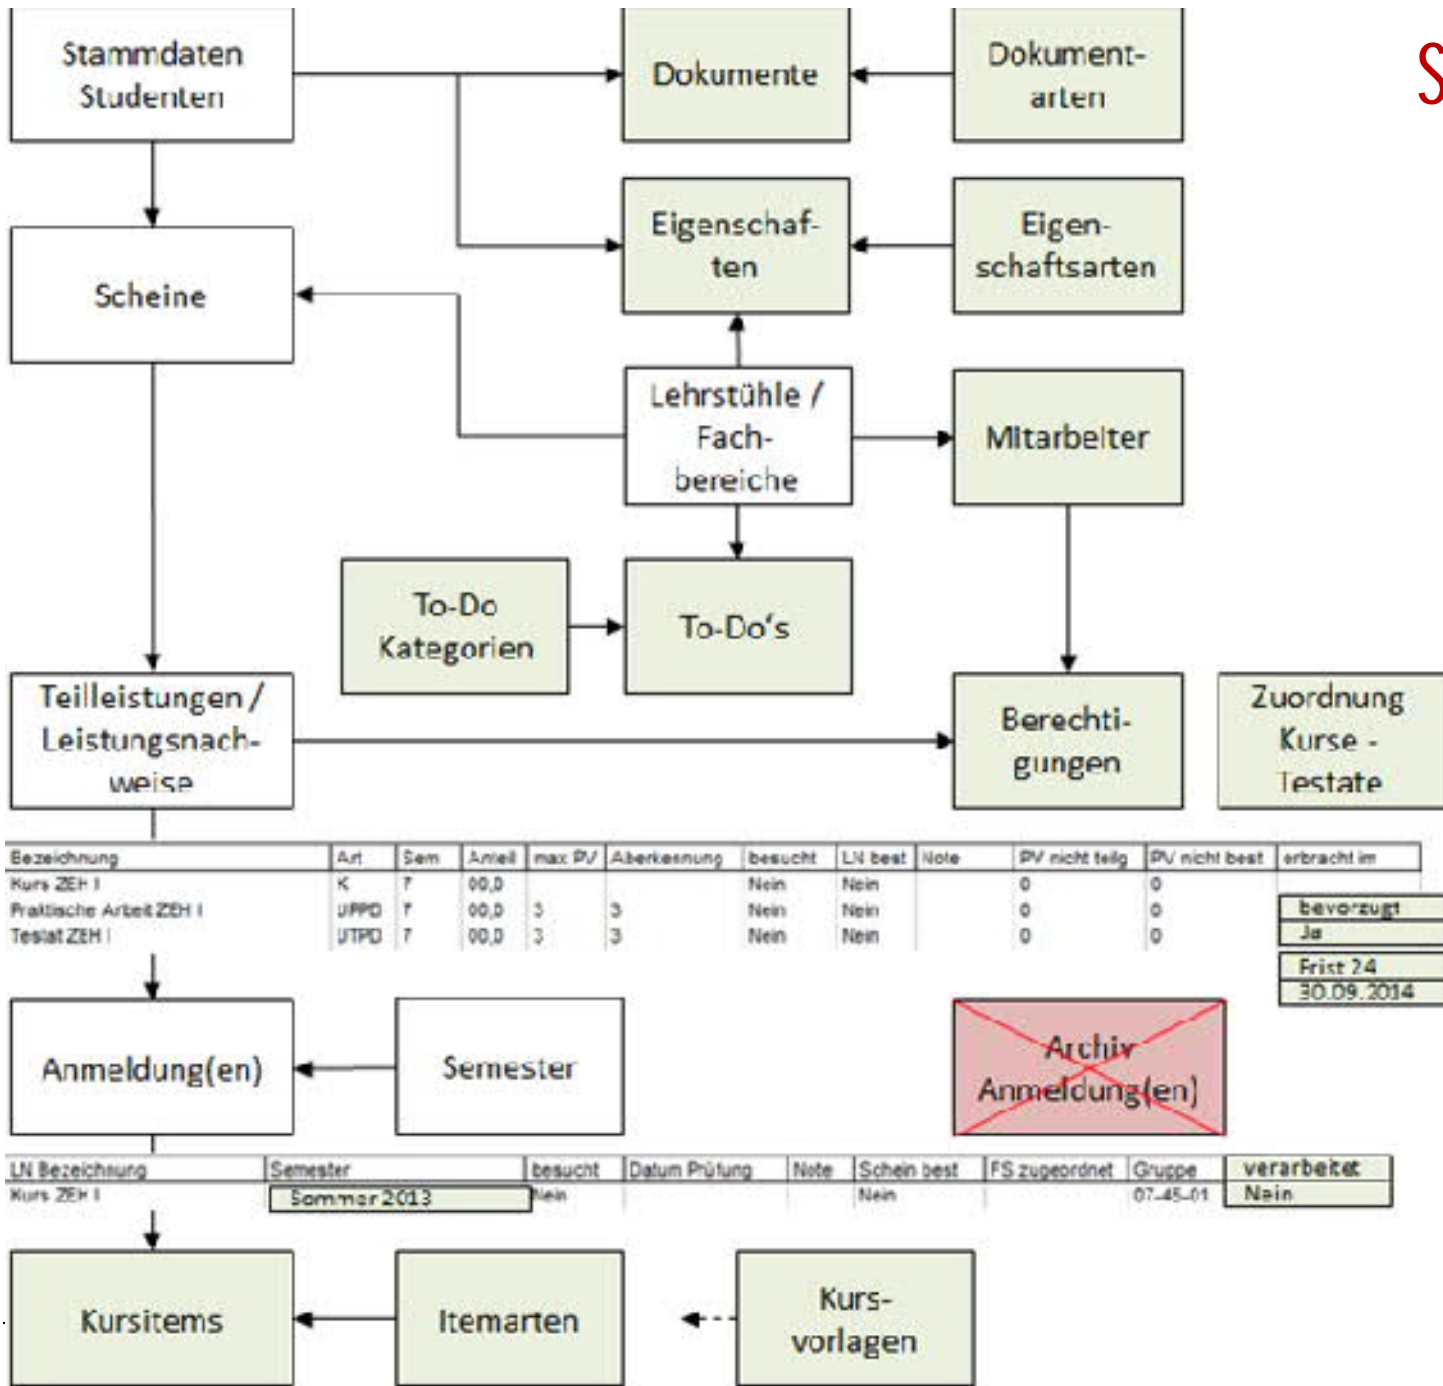 Stammdaten
Studenten
Dokumente
Dokument-
arten
S
Eigenschaf-
ten
Eigen-
schaftsarten
Scheine
Lehrstühle /
Fach-
bereiche
Mitarbeiter
To-Do
Kategorien
To-Do's
Teilleistungen /
Leistungsnach-
weise
Berechti-
gungen
Zuordnung
Kurse -
Testate
Bezeichnung Art Sem Anteil max PV Aberkennung besucht LN best Note PV nicht teilg PV nicht best erbracht im
Kurs ZEH I K 7 00,0 Nein Nein 0 0
Praktische Arbeit ZEH I UPPD 7 00,0 3 3 Nein Nein 0 0 bevorzugt
Testat ZEH I UTPD 7 00,0 3 3 Nein Nein 0 0 Ja
Frist 24
30.09.2014
Anmeldung(en)
Semester
Archiv
Anmeldung(en)
LN Bezeichnung Semester besucht Datum Prüfung Note Schein best FS zugeordnet Gruppe verarbeitet
Kurs ZEH I Sommer 2013 Nein Nein 07-45-01 Nein
Kursitems
Itemarten
Kurs-
vorlagen